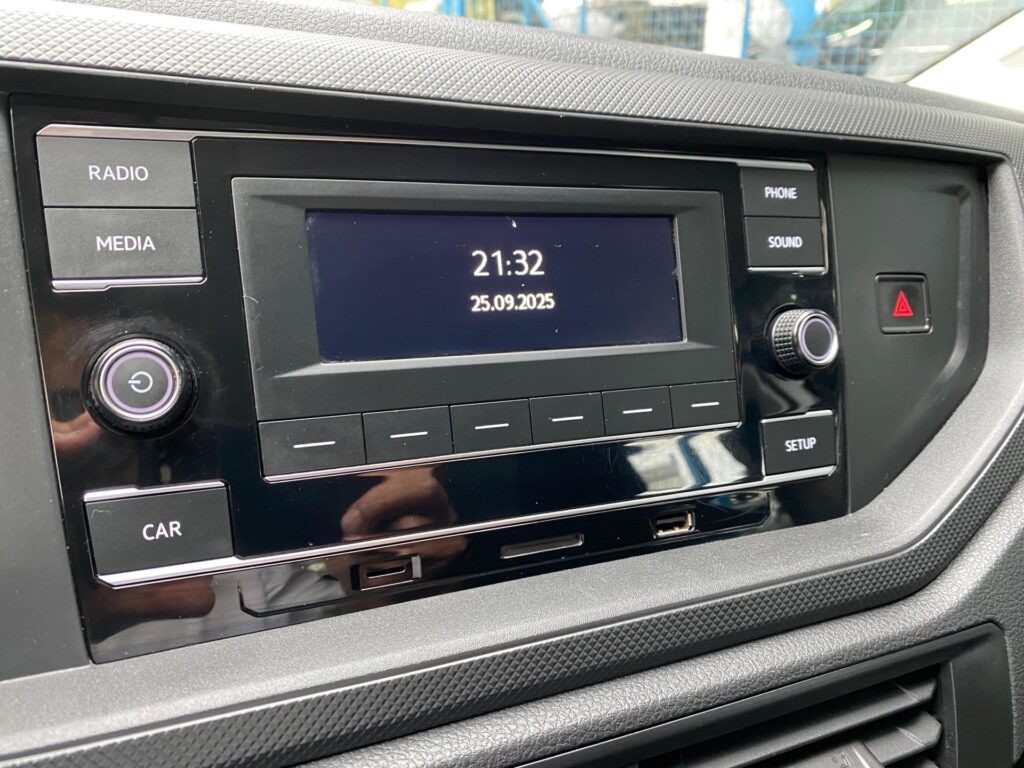 RADIO
PHONE
MEDIA
SOUND
21:32
25.09.2025
SETUP
CAR